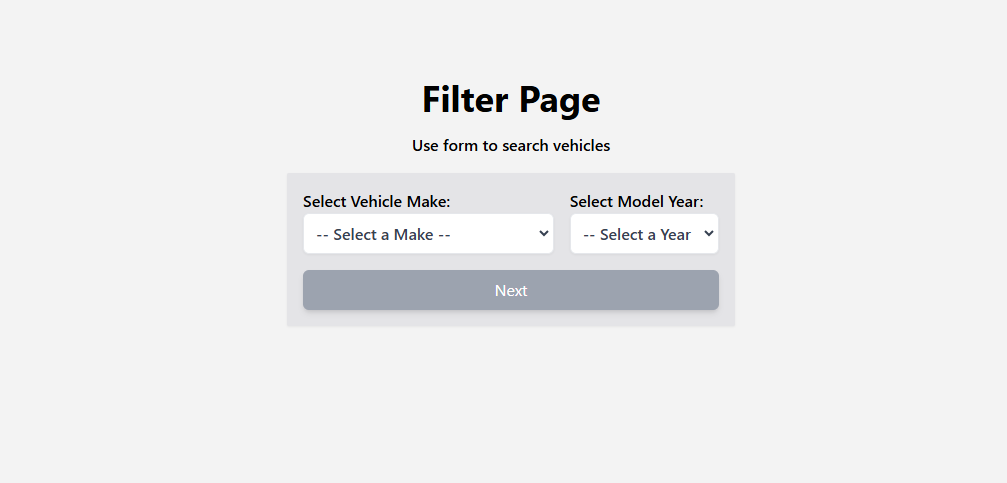 Filter Page
Use form to search vehicles
Select Vehicle Make:
Select Model Year:
-- Select a Make --
-- Select a Year
Next